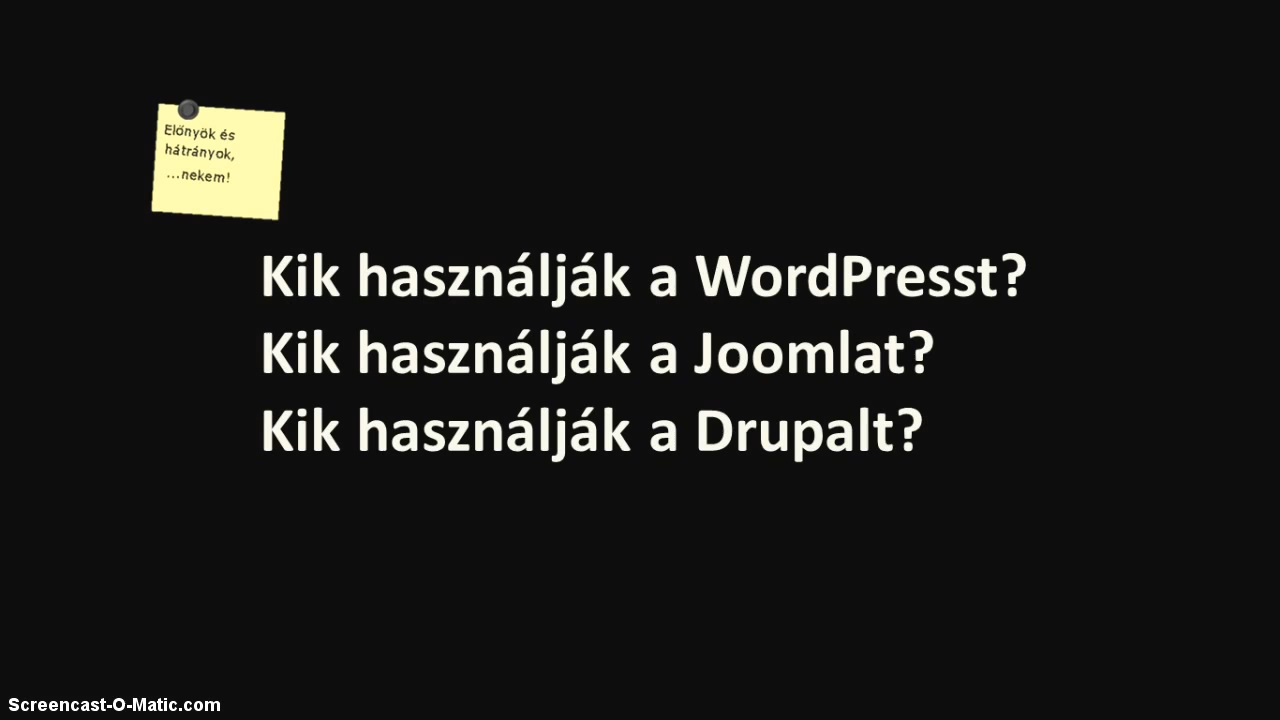 Előnyök és
hátrányok,
...nekem!
Kik használják a WordPresst?
Kik használják a Joomlat?
Kik használják a Drupalt?
Screencast-O-Matic.com